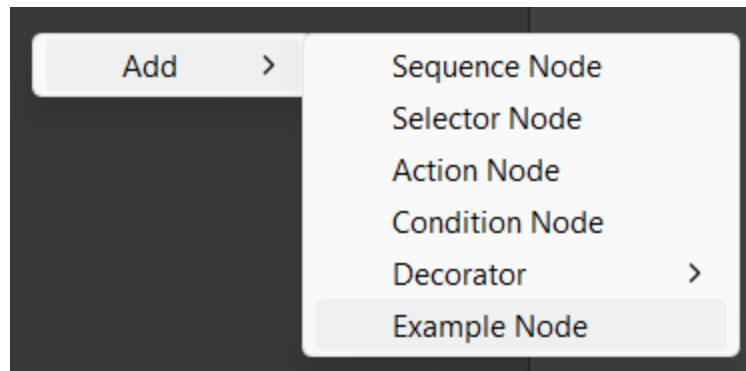 Add
Sequence Node
Selector Node
Action Node
Condition Node
Decorator
Example Node